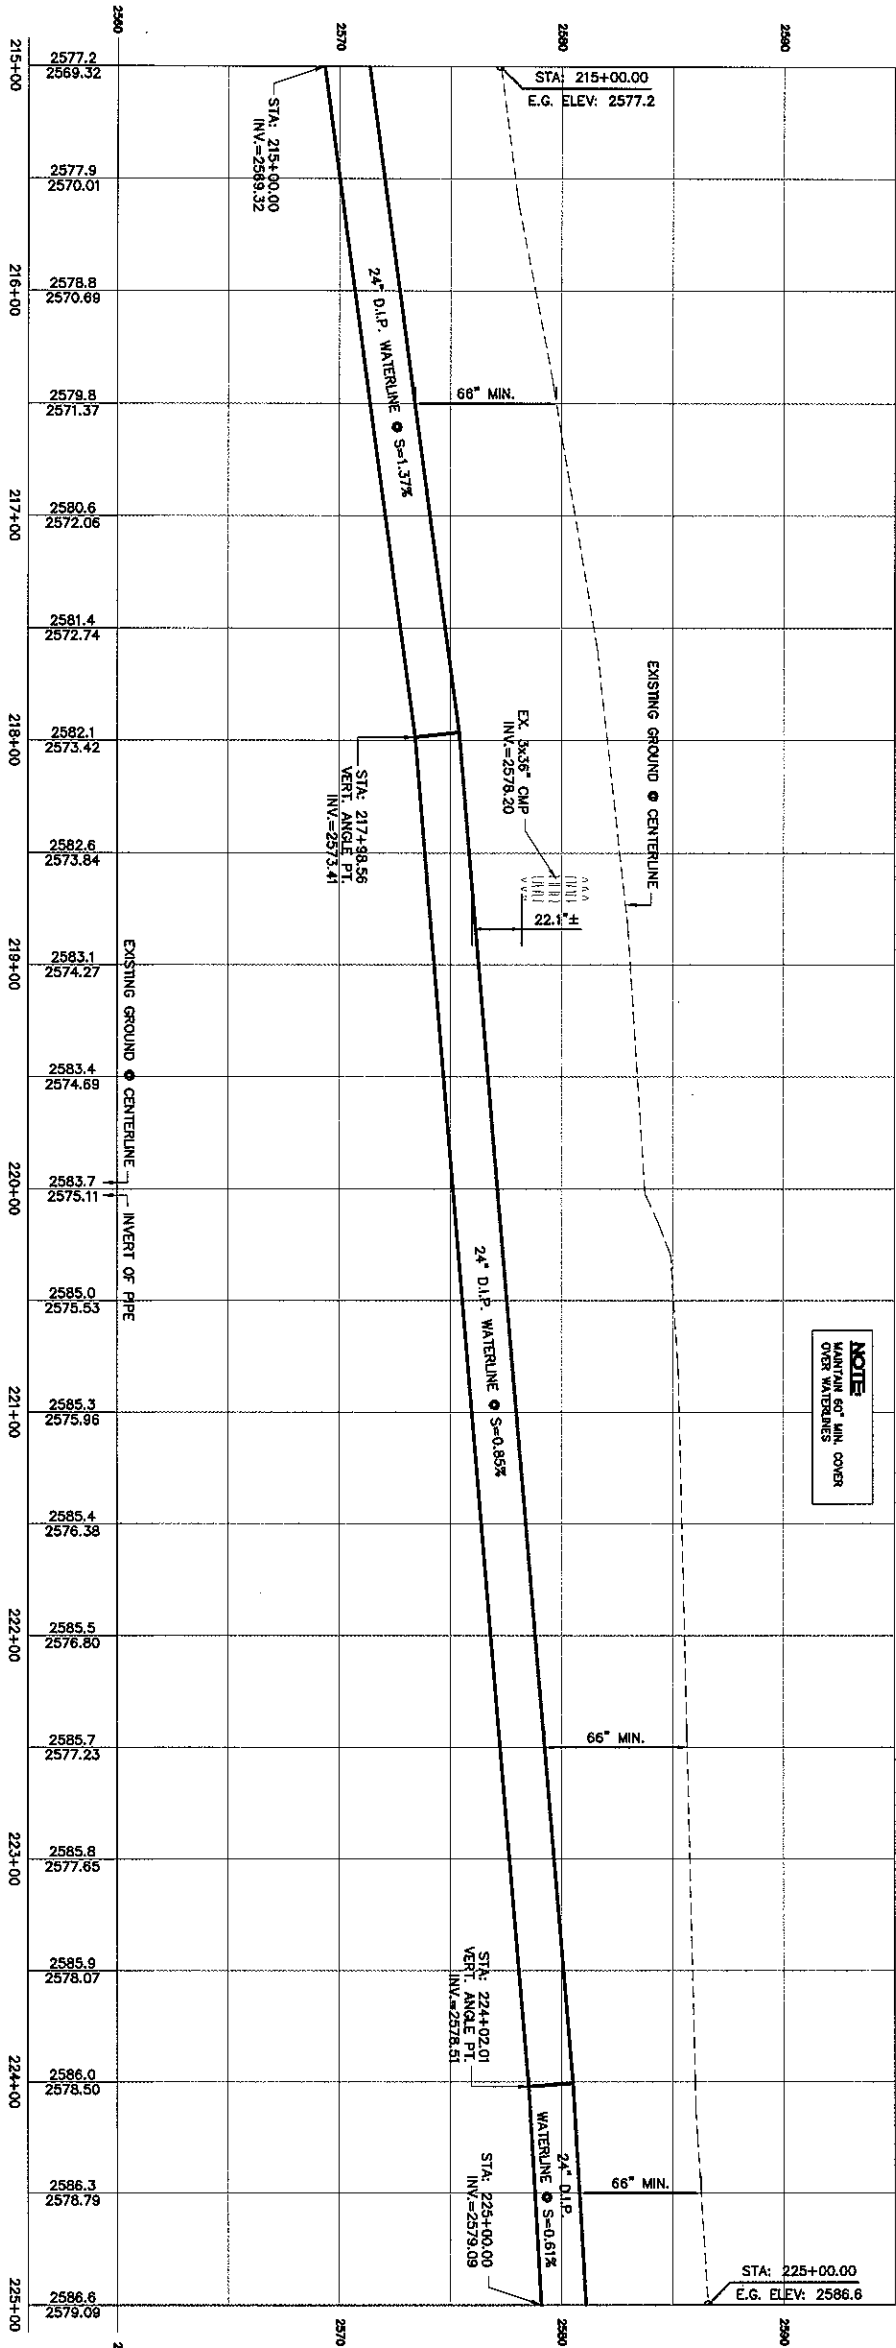 2560
2570
2580
2590
STA: 215+00.00
E.G. ELEV: 2577.2
STA: 215+00.00
INV.=2569.32
24" D.I.P. WATERLINE @ S=1.37%
66" MIN.
EXISTING GROUND @ CENTERLINE
EX. 3x36" CMP
INV.=2578.20
22.1"±
STA: 217+98.56
VERT. ANGLE PT.
INV.=2573.41
EXISTING GROUND @ CENTERLINE
INVERT OF PIPE
24" D.I.P. WATERLINE @ S=0.85%
NOTE:
MAINTAIN 60" MIN. COVER
OVER WATERLINES
66" MIN.
STA: 224+02.01
VERT. ANGLE PT.
INV.=2578.51
24" D.I.P.
WATERLINE @ S=0.61%
66" MIN.
STA: 225+00.00
INV.=2579.09
STA: 225+00.00
E.G. ELEV: 2586.6
2577.2
2569.32
215+00
2577.9
2570.01
2578.8
2570.69
216+00
2579.8
2571.37
2580.6
2572.06
217+00
2581.4
2572.74
2582.1
2573.42
218+00
2582.6
2573.84
2583.1
2574.27
219+00
2583.4
2574.69
2583.7
2575.11
220+00
2585.0
2575.53
2585.3
2575.96
221+00
2585.4
2576.38
2585.5
2576.80
222+00
2585.7
2577.23
2585.8
2577.65
223+00
2585.9
2578.07
2586.0
2578.50
224+00
2586.3
2578.79
2586.6
2579.09
225+00
2570
2580
2590